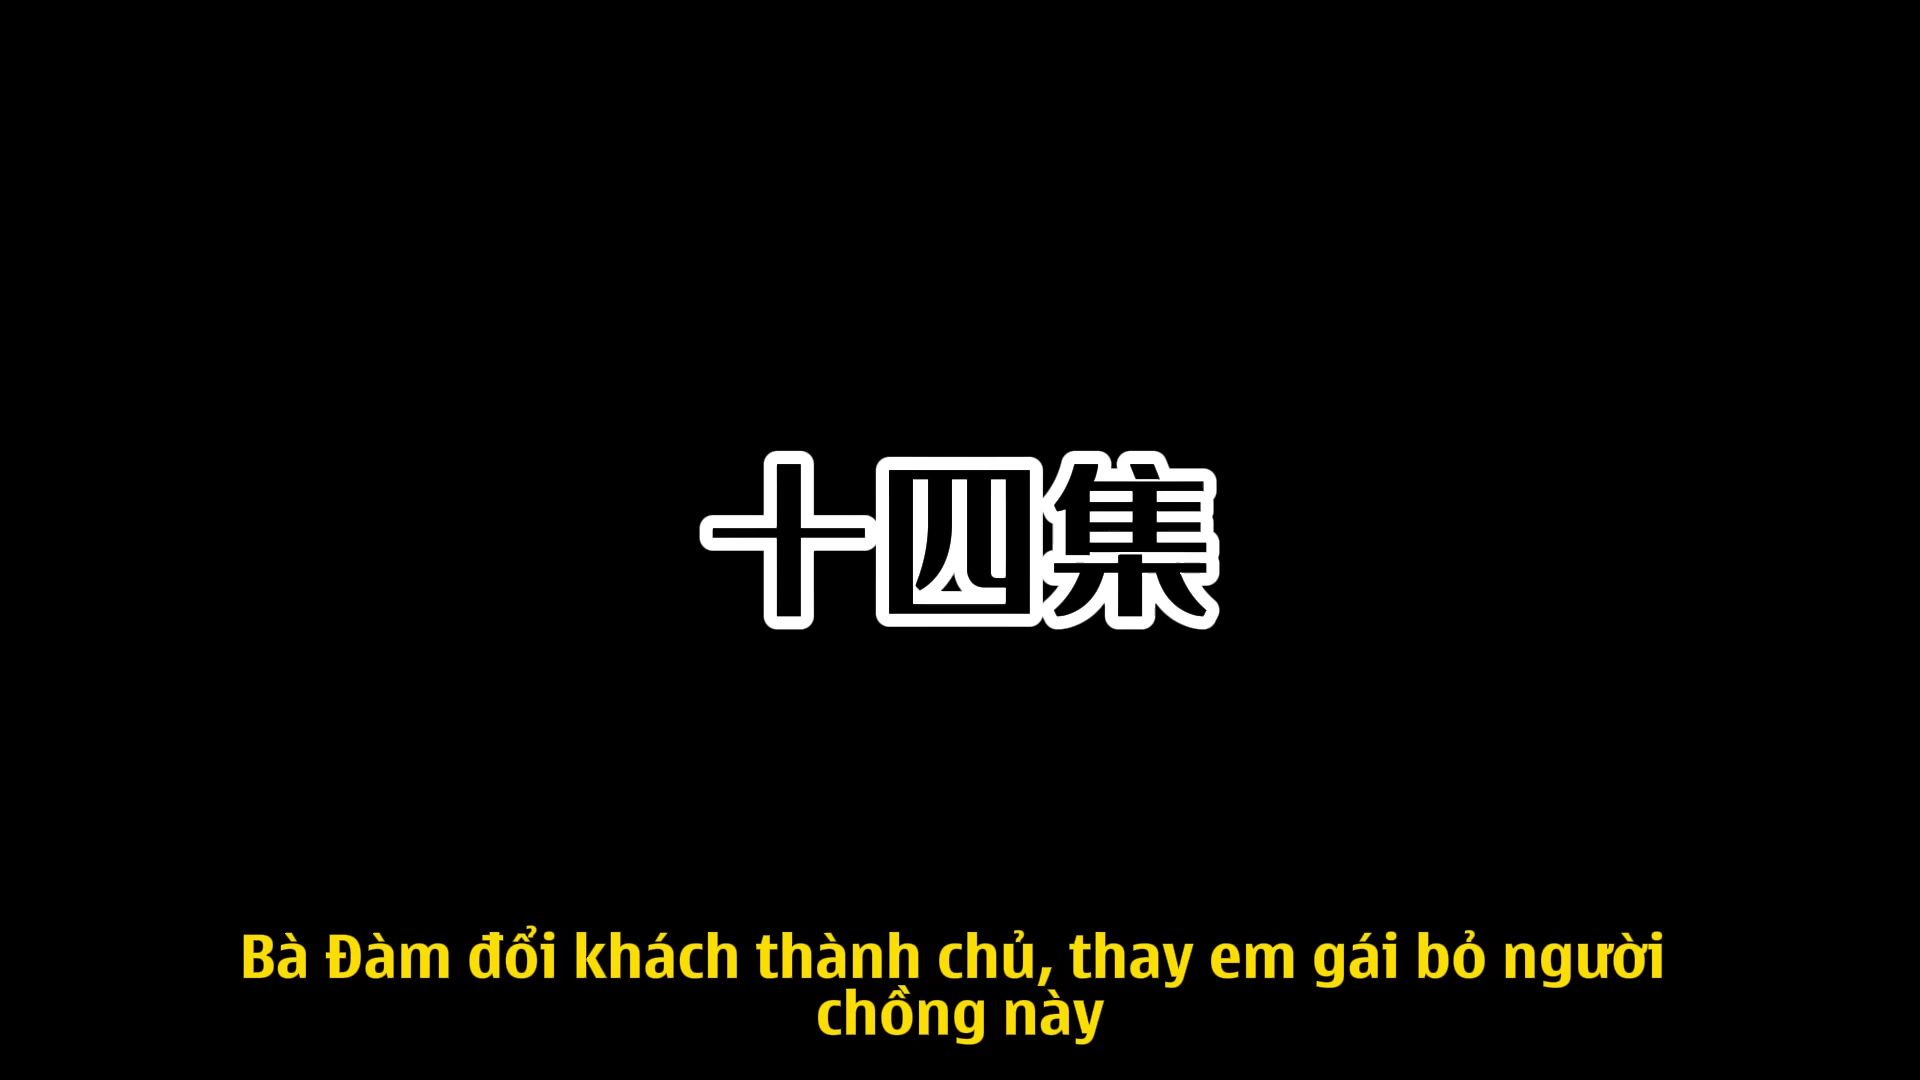 十四集
Bà Đàm đổi khách thành chủ, thay em gái bỏ người
chồng này